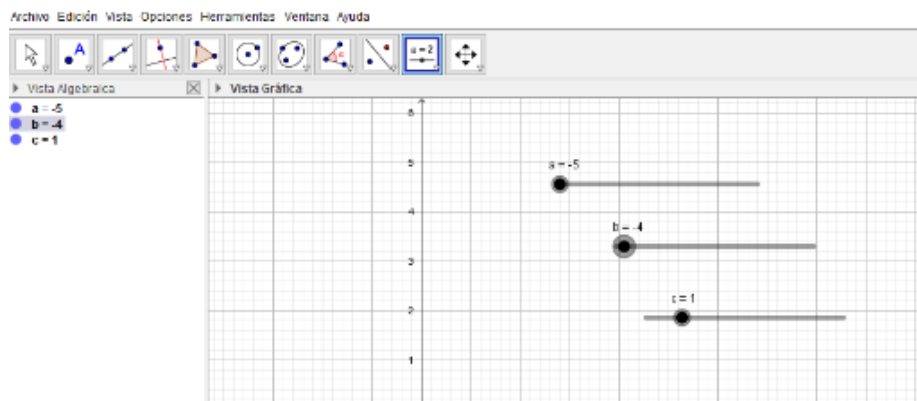 Archivo Edición Vista Opciones Herramientas Ventana Ayuda
A
a = 2
Vista Algebraica
Vista Gráfica
a = -5
b = -4
c = 1
6
5
a = -5
4
b = -4
3
c = 1
2
1